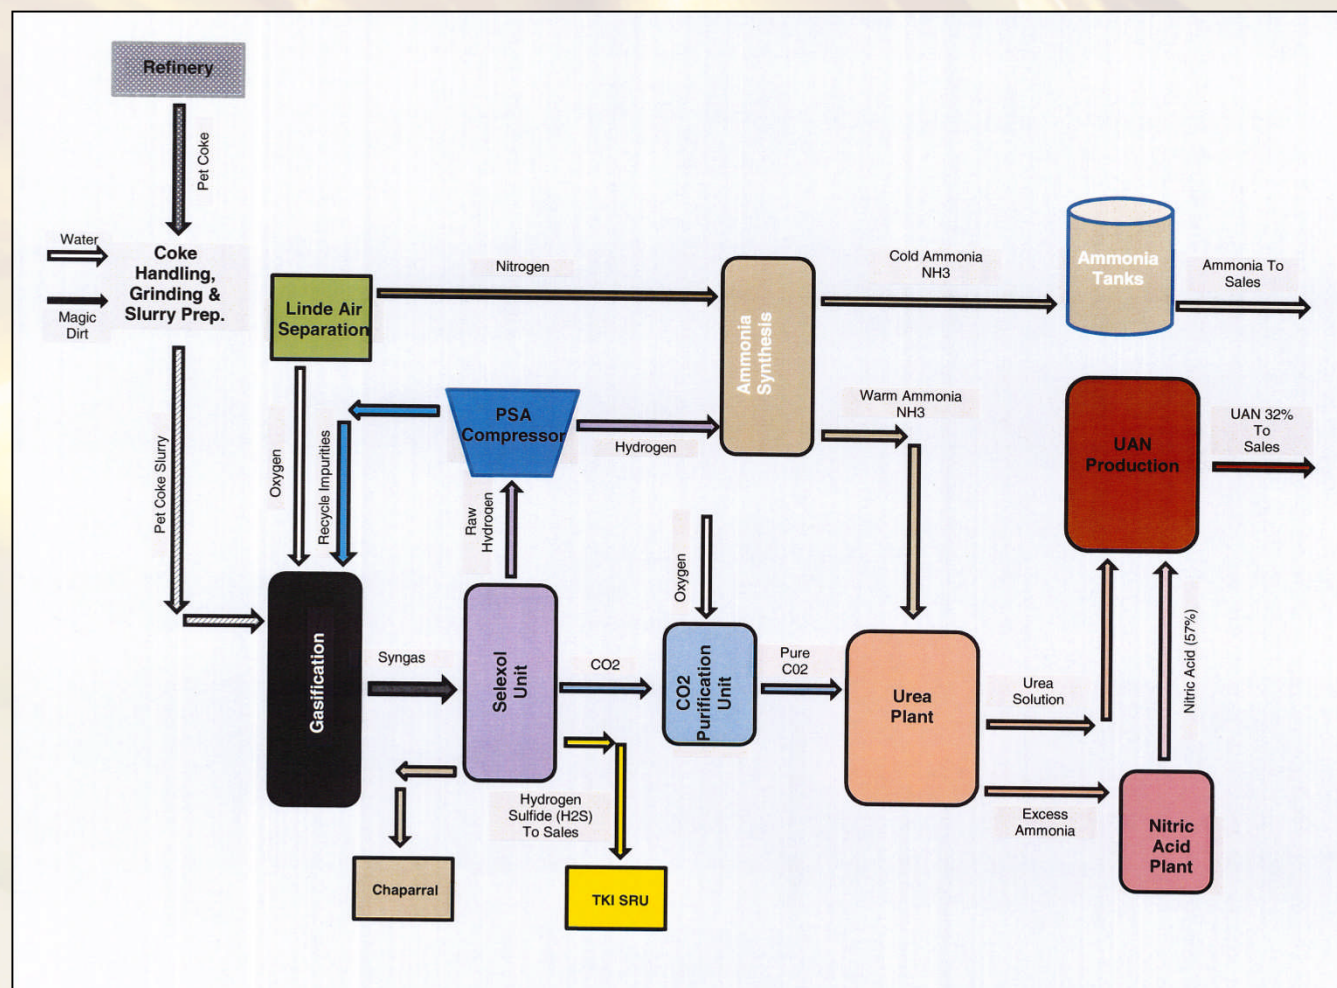 Refinery
Pet Coke
Water
Magic
Dirt
Coke
Handling,
Grinding &
Slurry Prep.
Linde Air
Separation
Nitrogen
Ammonia
Synthesis
Cold Ammonia
NH3
Ammonia
Tanks
Ammonia To
Sales
PSA
Compressor
Hydrogen
Warm Ammonia
NH3
UAN
Production
UAN 32%
To
Sales
Pet Coke Slurry
Oxygen
Recycle Impurities
Raw
Hydrogen
Oxygen
Gasification
Syngas
Selexol
Unit
CO2
CO2
Purification
Unit
Pure
C02
Urea
Plant
Urea
Solution
Nitric Acid (57%)
Hydrogen
Sulfide (H2S)
To Sales
Excess
Ammonia
Nitric
Acid
Plant
Chaparral
TKI SRU